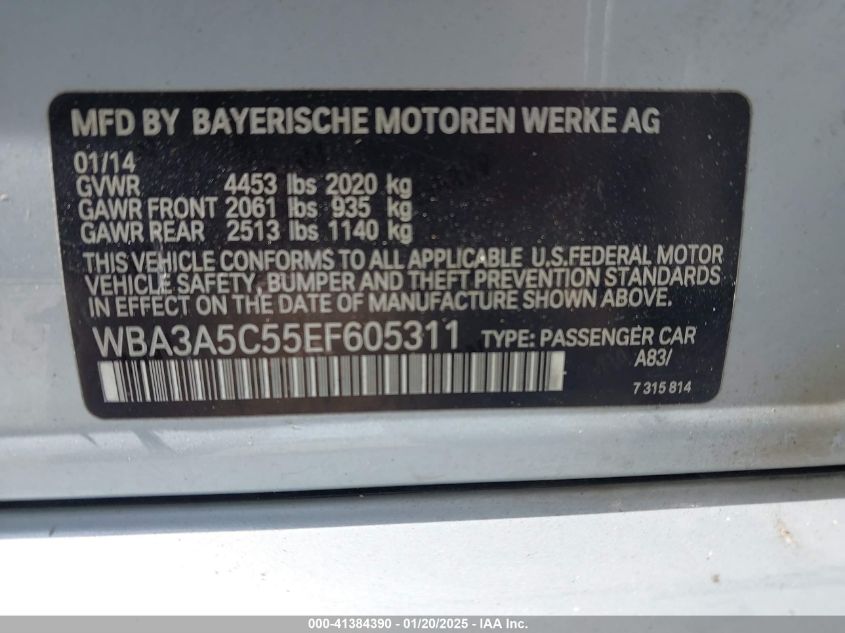 MFD BY BAYERISCHE MOTOREN WERKE AG
01/14
GVWR 4453 lbs 2020 kg
GAWR FRONT 2061 lbs 935 kg
GAWR REAR 2513 lbs 1140 kg
THIS VEHICLE CONFORMS TO ALL APPLICABLE U.S.FEDERAL MOTOR
VEHICLE SAFETY, BUMPER AND THEFT PREVENTION STANDARDS
IN EFFECT ON THE DATE OF MANUFACTURE SHOWN ABOVE.
WBA3A5C55EF605311 TYPE: PASSENGER CAR
A83/
7 315 814
000-41384390 - 01/20/2025 - IAA Inc.